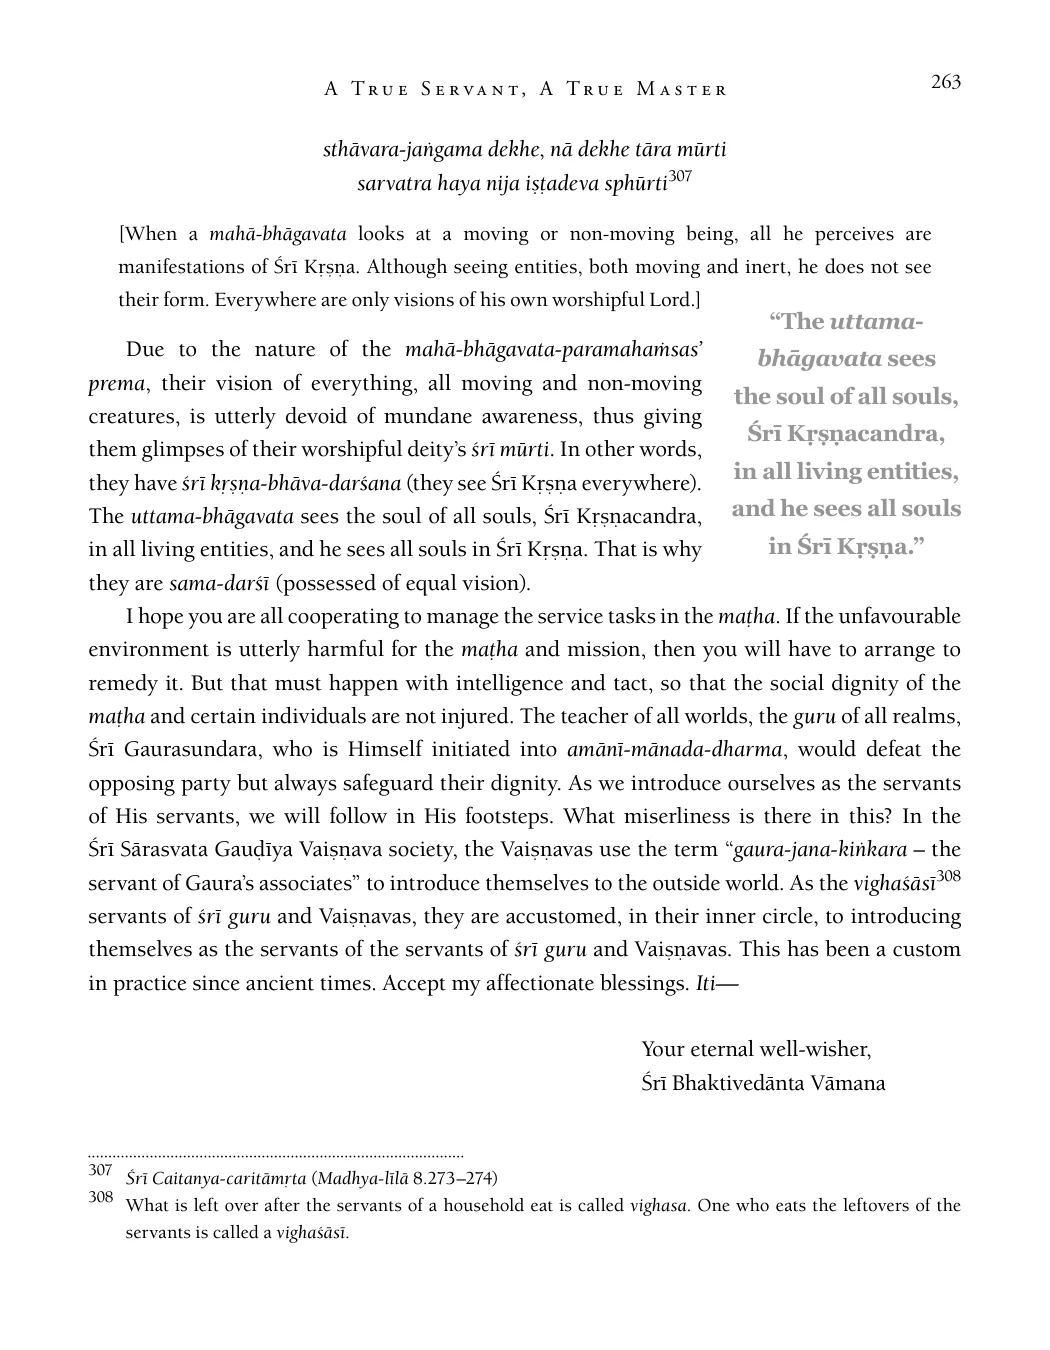 A True Servant, A True Master
263
sthāvara-jaṅgama dekhe, nā dekhe tāra mūrti
sarvatra haya nija iṣṭadeva sphūrti307
[When a mahā-bhāgavata looks at a moving or non-moving being, all he perceives are
manifestations of Śrī Kṛṣṇa. Although seeing entities, both moving and inert, he does not see
their form. Everywhere are only visions of his own worshipful Lord.]
Due to the nature of the mahā-bhāgavata-paramahaṁsas’
prema, their vision of everything, all moving and non-moving
creatures, is utterly devoid of mundane awareness, thus giving
them glimpses of their worshipful deity’s śrī mūrti. In other words,
they have śrī kṛṣṇa-bhāva-darśana (they see Śrī Kṛṣṇa everywhere).
The uttama-bhāgavata sees the soul of all souls, Śrī Kṛṣṇacandra,
in all living entities, and he sees all souls in Śrī Kṛṣṇa. That is why
they are sama-darśī (possessed of equal vision).
“The uttama-
bhāgavata sees
the soul of all souls,
Śrī Kṛṣṇacandra,
in all living entities,
and he sees all souls
in Śrī Kṛṣṇa.”
I hope you are all cooperating to manage the service tasks in the maṭha. If the unfavourable
environment is utterly harmful for the maṭha and mission, then you will have to arrange to
remedy it. But that must happen with intelligence and tact, so that the social dignity of the
maṭha and certain individuals are not injured. The teacher of all worlds, the guru of all realms,
Śrī Gaurasundara, who is Himself initiated into amānī-mānada-dharma, would defeat the
opposing party but always safeguard their dignity. As we introduce ourselves as the servants
of His servants, we will follow in His footsteps. What miserliness is there in this? In the
Śrī Sārasvata Gauḍīya Vaiṣṇava society, the Vaiṣṇavas use the term “gaura-jana-kiṅkara – the
servant of Gaura’s associates” to introduce themselves to the outside world. As the vighaśāsī308
servants of śrī guru and Vaiṣṇavas, they are accustomed, in their inner circle, to introducing
themselves as the servants of the servants of śrī guru and Vaiṣṇavas. This has been a custom
in practice since ancient times. Accept my affectionate blessings. Iti—
Your eternal well-wisher,
Śrī Bhaktivedānta Vāmana
307 Śrī Caitanya-caritāmṛta (Madhya-līlā 8.273–274)
308 What is left over after the servants of a household eat is called vighasa. One who eats the leftovers of the
servants is called a vighaśāsī.